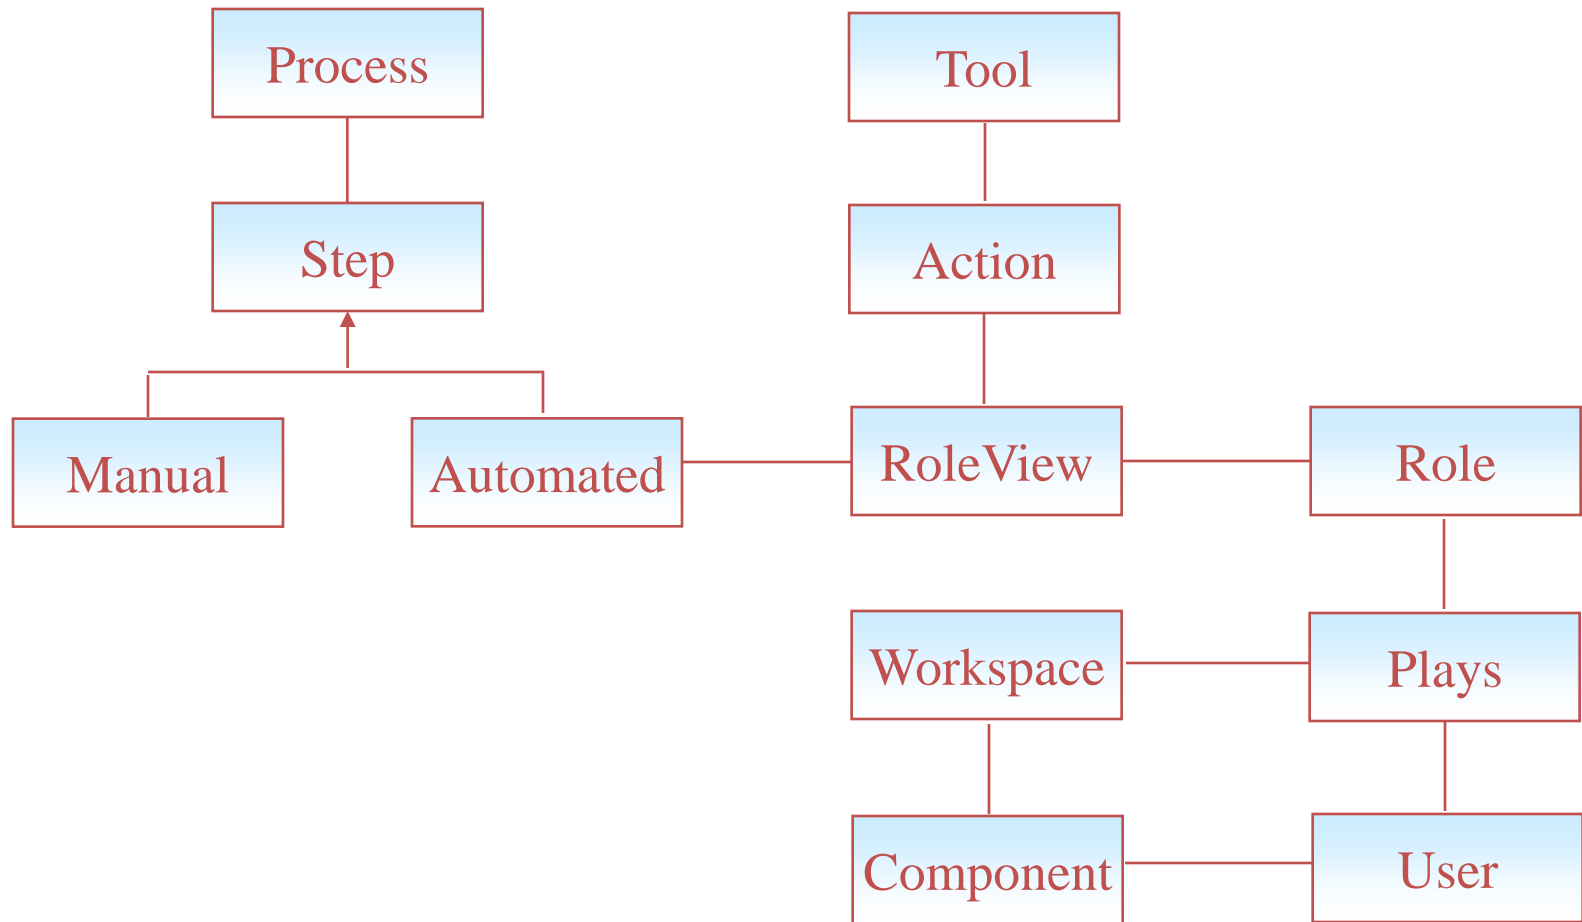 Process
Tool
Step
Action
Manual
Automated
RoleView
Role
Workspace
Plays
Component
User